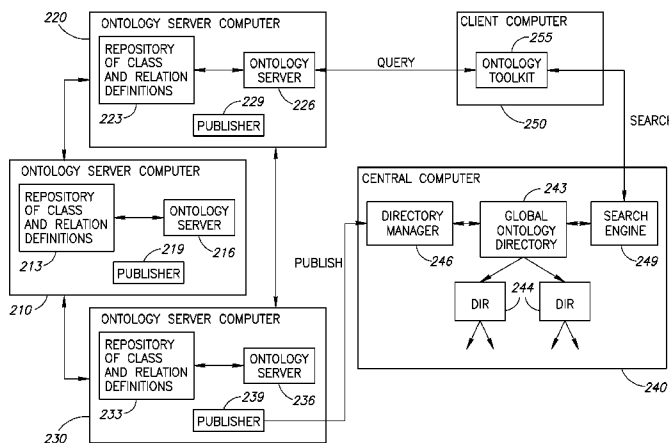 220
ONTOLOGY SERVER COMPUTER
REPOSITORY
OF CLASS
AND RELATION
DEFINITIONS
223
ONTOLOGY
SERVER
226
229
PUBLISHER
QUERY
CLIENT COMPUTER
255
ONTOLOGY
TOOLKIT
250
SEARCH
ONTOLOGY SERVER COMPUTER
REPOSITORY
OF CLASS
AND RELATION
DEFINITIONS
213
ONTOLOGY
SERVER
216
219
PUBLISHER
210
PUBLISH
CENTRAL COMPUTER
243
DIRECTORY
MANAGER
246
GLOBAL
ONTOLOGY
DIRECTORY
SEARCH
ENGINE
249
244
DIR
DIR
240
ONTOLOGY SERVER COMPUTER
REPOSITORY
OF CLASS
AND RELATION
DEFINITIONS
233
ONTOLOGY
SERVER
236
239
PUBLISHER
230